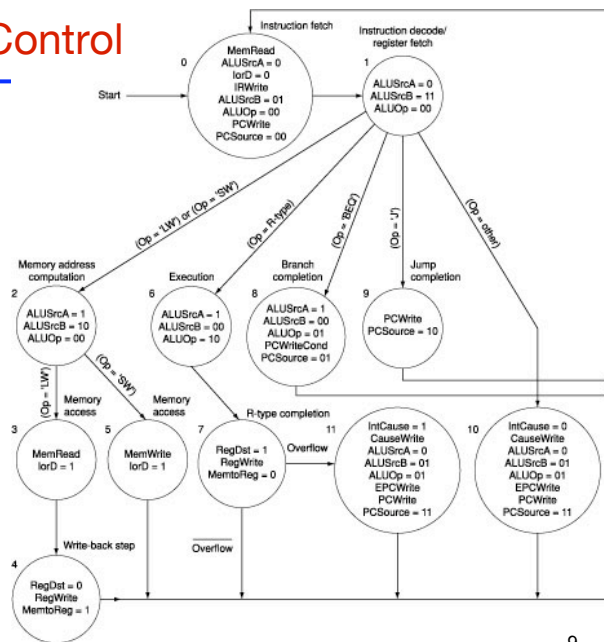 Control
Instruction fetch
0
MemRead
ALUSrcA = 0
IorD = 0
IRWrite
ALUSrcB = 01
ALUOp = 00
PCWrite
PCSource = 00
Start
Instruction decode/
register fetch
1
ALUSrcA = 0
ALUSrcB = 11
ALUOp = 00
(Op = 'LW') or (Op = 'SW')
(Op = R-type)
(Op = 'BEQ')
(Op = 'J')
(Op = other)
Memory address
computation
2
ALUSrcA = 1
ALUSrcB = 10
ALUOp = 00
Execution
6
ALUSrcA = 1
ALUSrcB = 00
ALUOp = 10
Branch
completion
8
ALUSrcA = 1
ALUSrcB = 00
ALUOp = 01
PCWriteCond
PCSource = 01
Jump
completion
9
PCWrite
PCSource = 10
(Op = 'LW')
(Op = 'SW')
Memory
access
3
MemRead
IorD = 1
Memory
access
5
MemWrite
IorD = 1
R-type completion
7
RegDst = 1
RegWrite
MemtoReg = 0
Overflow
Overflow
11
IntCause = 1
CauseWrite
ALUSrcA = 0
ALUSrcB = 01
ALUOp = 01
EPCWrite
PCWrite
PCSource = 11
10
IntCause = 0
CauseWrite
ALUSrcA = 0
ALUSrcB = 01
ALUOp = 01
EPCWrite
PCWrite
PCSource = 11
Write-back step
4
RegDst = 0
RegWrite
MemtoReg = 1